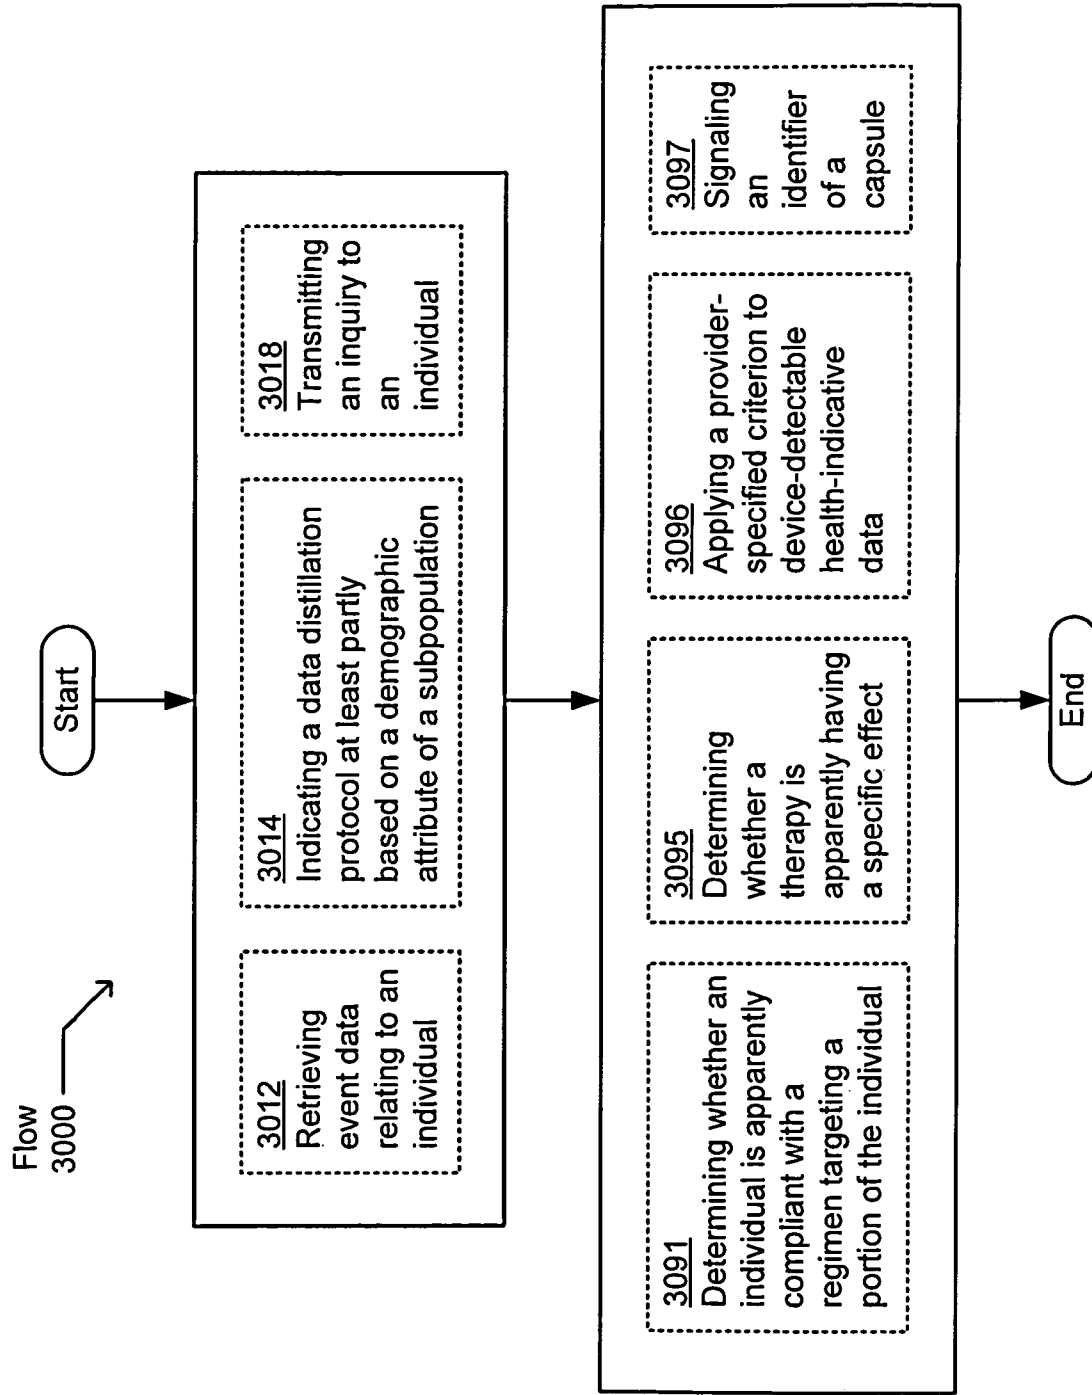 Flow
3000
Start
3012
Retrieving
event data
relating to an
individual
3014
Indicating a data distillation
protocol at least partly
based on a demographic
attribute of a subpopulation
3018
Transmitting
an inquiry to
an
individual
3091
Determining whether an
individual is apparently
compliant with a
regimen targeting a
portion of the individual
3095
Determining
whether a
therapy is
apparently having
a specific effect
3096
Applying a provider-
specified criterion to
device-detectable
health-indicative
data
3097
Signaling
an
identifier
of a
capsule
End